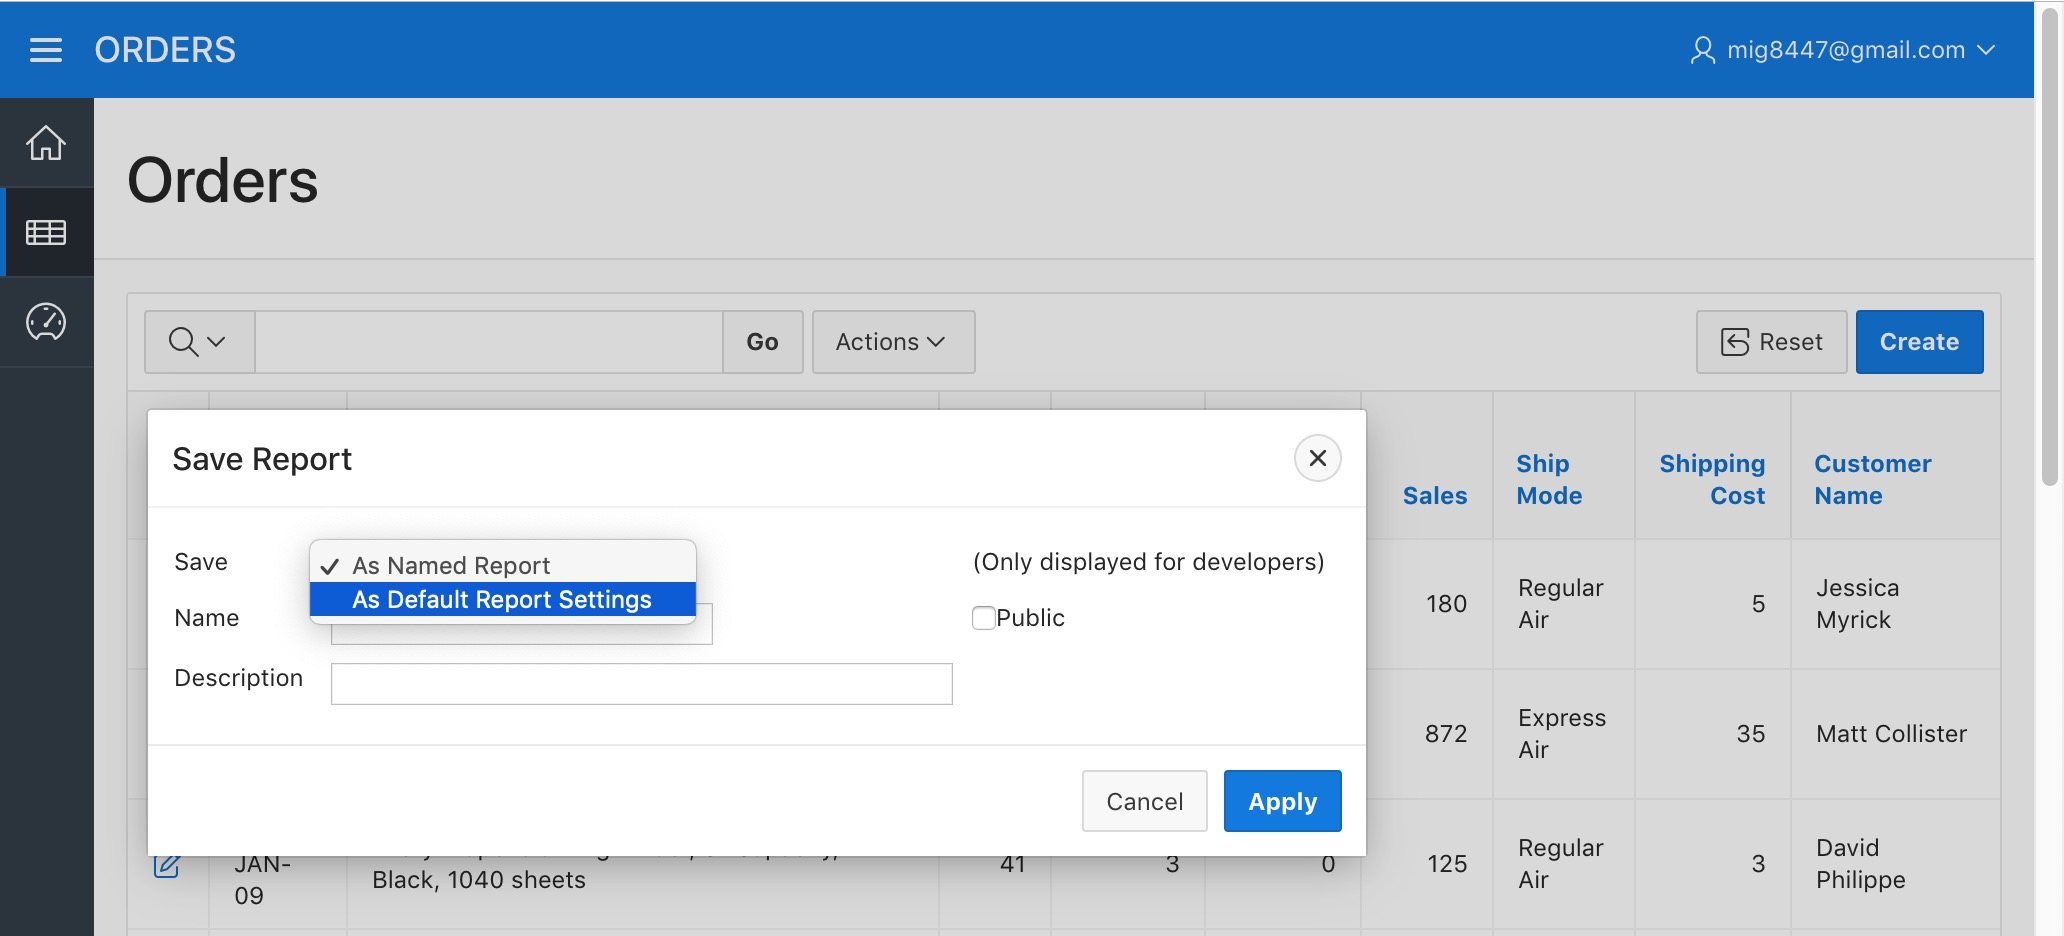 ORDERS
mig8447@gmail.com
Orders
Go
Actions
Reset
Create
Save Report
Save
As Named Report
As Default Report Settings
(Only displayed for developers)
Name
Public
Description
Cancel
Apply
Sales
Ship
Mode
Shipping
Cost
Customer
Name
180
Regular
Air
5
Jessica
Myrick
872
Express
Air
35
Matt Collister
JAN-
09
Black, 1040 sheets
41
3
0
125
Regular
Air
3
David
Philippe